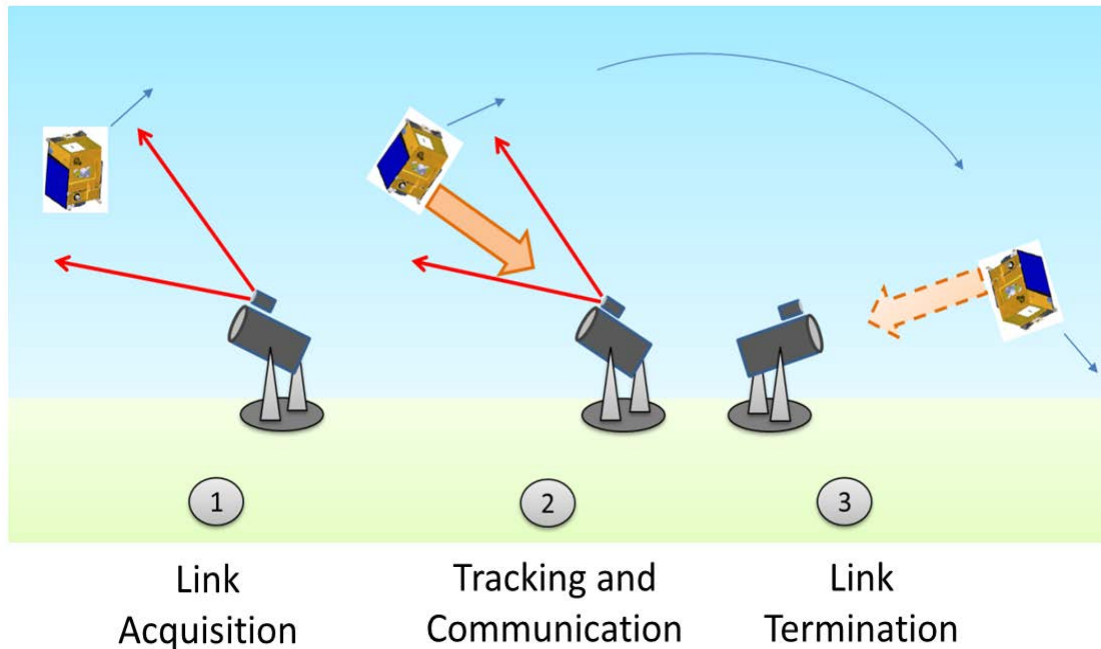 1
2
3
Link
Acquisition
Tracking and
Communication
Link
Termination